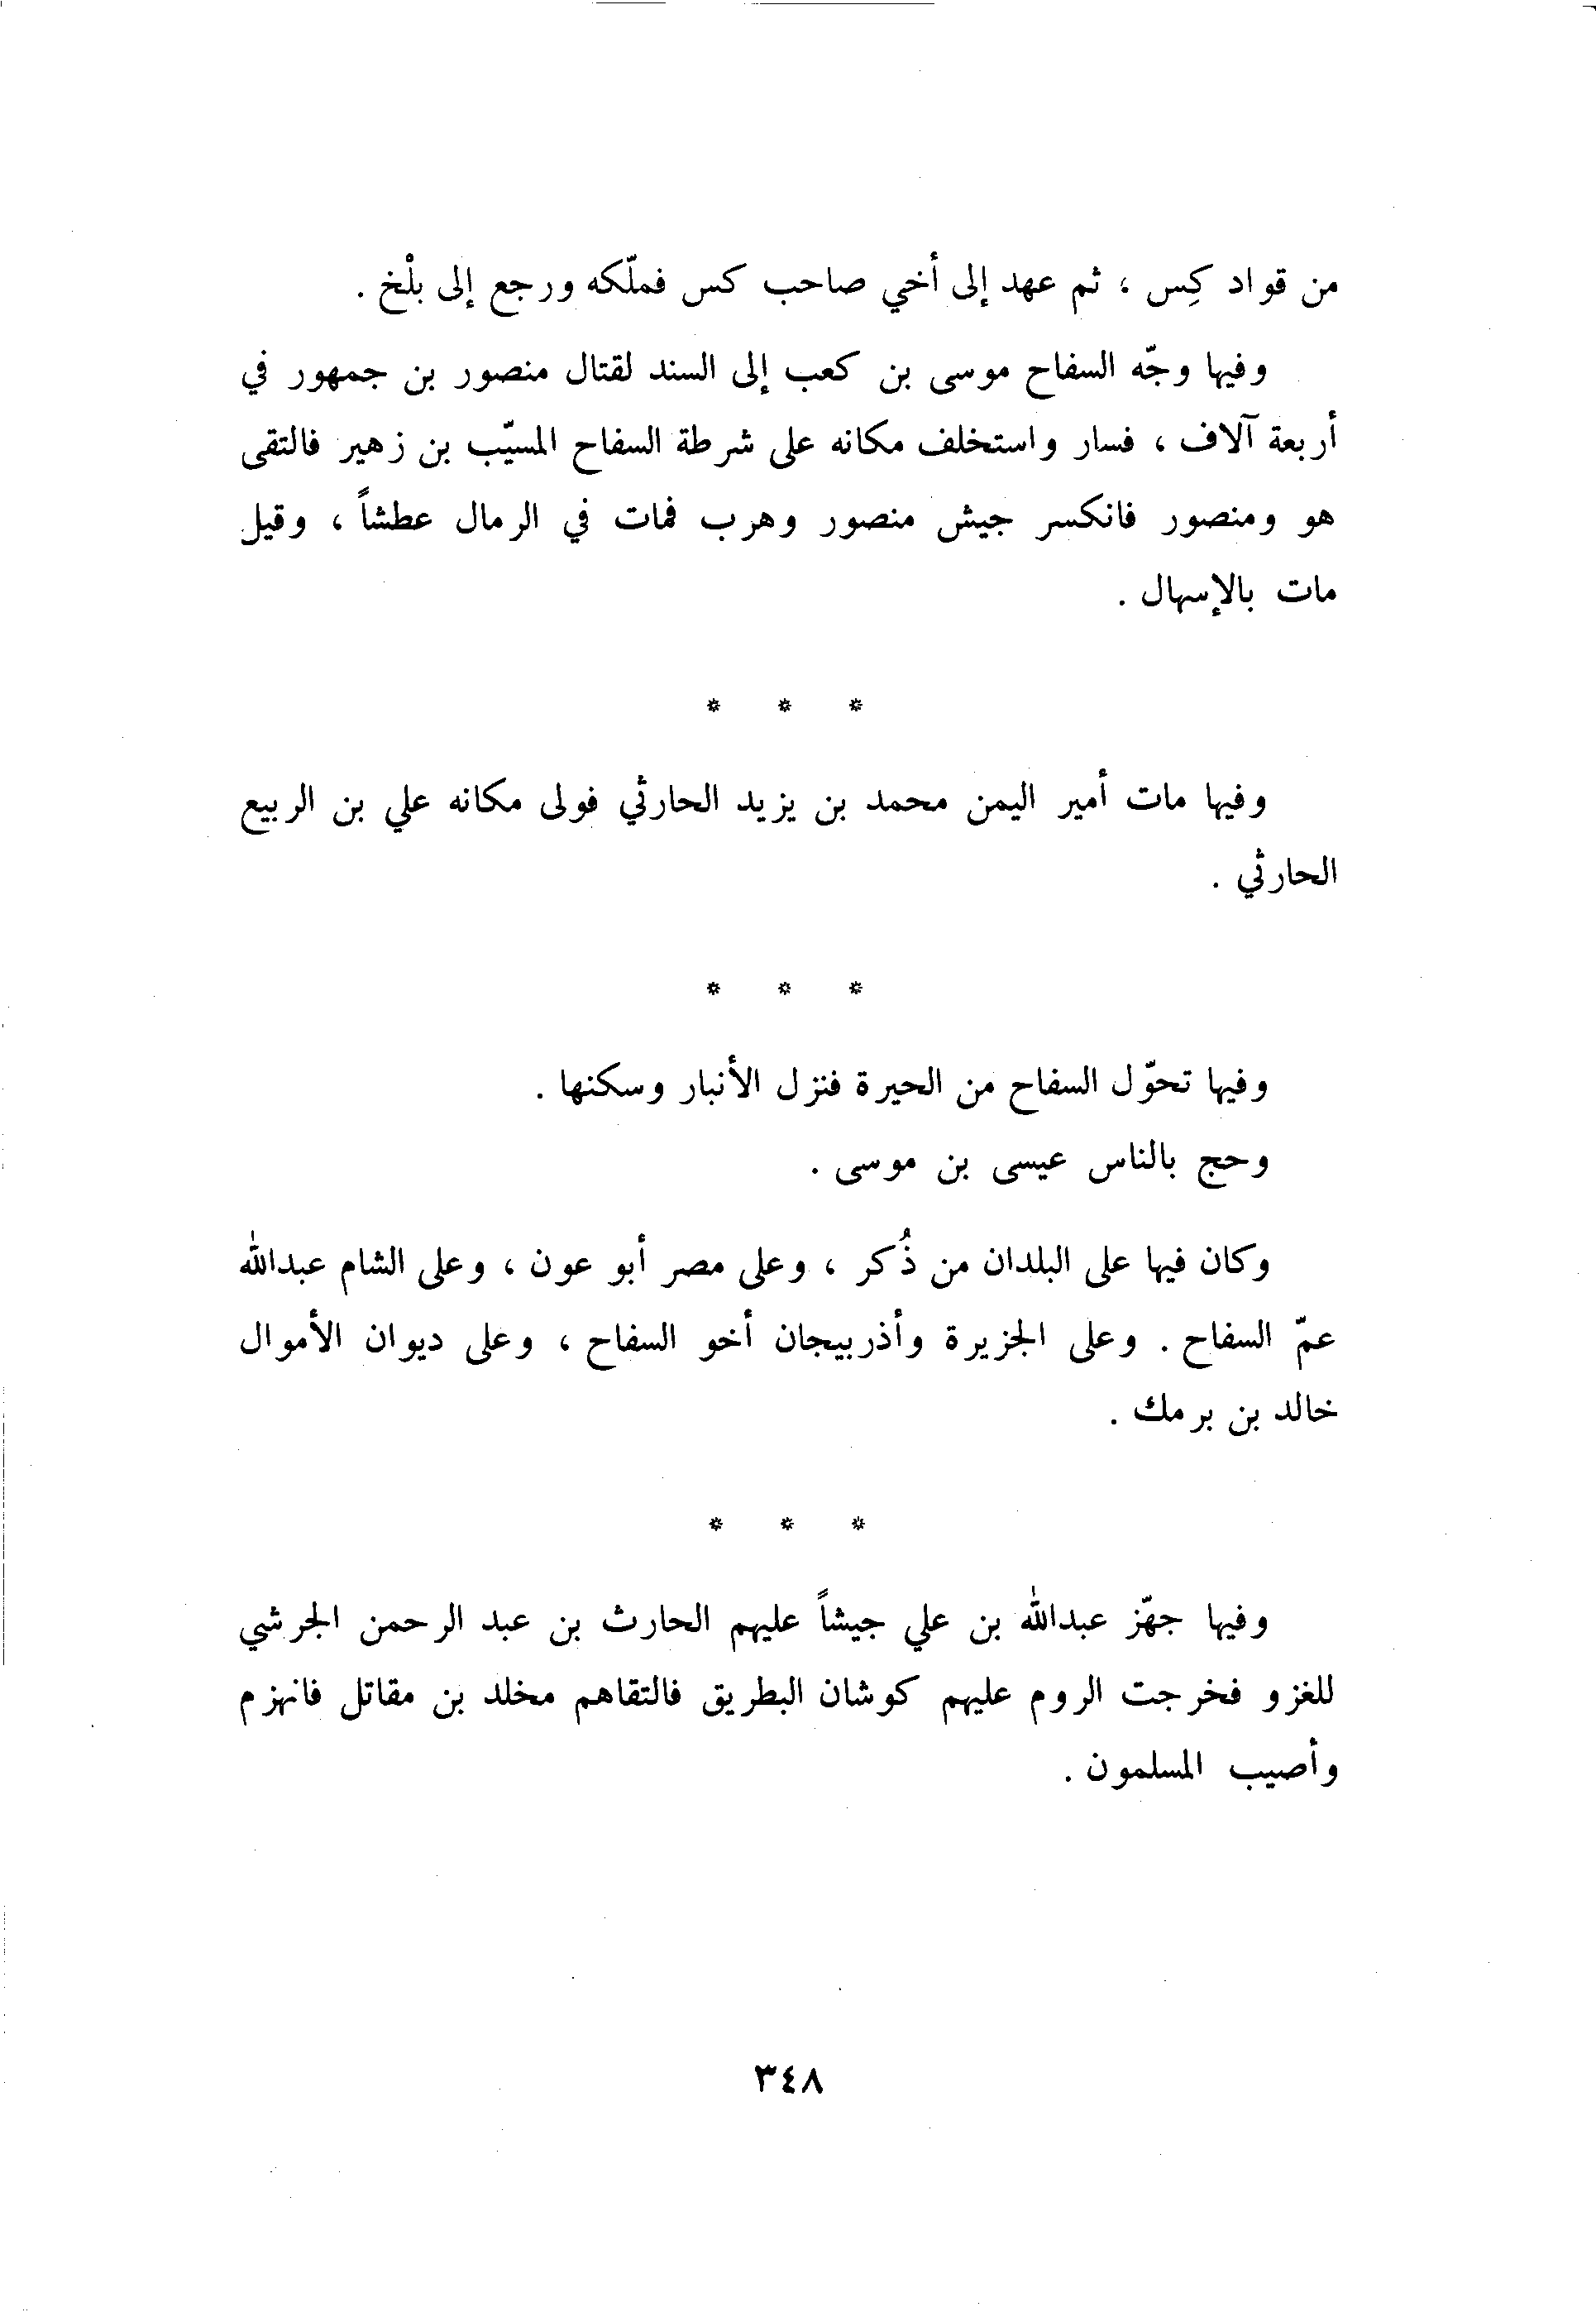 من قواد كِس ، ثم عهد إلى أخي صاحب كس فملّكه ورجع إلى بلْخ .
وفيها وجّه السفاح موسى بن كعب إلى السند لقتال منصور بن جمهور في
أربعة آلاف ، فسار واستخلف مكانه على شرطة السفاح المسيّب بن زهير فالتقى
هو ومنصور فانكسر جيش منصور وهرب فمات في الرمال عطشاً ، وقيل
مات بالإسهال .
* * *
وفيها مات أمير اليمن محمد بن يزيد الحارثي فولى مكانه علي بن الربيع
الحارثي .
* * *
وفيها تحوّل السفاح من الحيرة فنزل الأنبار وسكنها .
وحج بالناس عيسى بن موسى .
وكان فيها على البلدان من ذُكر ، وعلى مصر أبو عون ، وعلى الشام عبدالله
عمّ السفاح . وعلى الجزيرة وأذربيجان أخو السفاح ، وعلى ديوان الأموال
خالد بن برمك .
* * *
وفيها جهّز عبدالله بن علي جيشاً عليهم الحارث بن عبد الرحمن الجرشي
للغزو فخرجت الروم عليهم كوشان البطريق فالتقاهم مخلد بن مقاتل فانهزم
وأصيب المسلمون .
٣٤٨